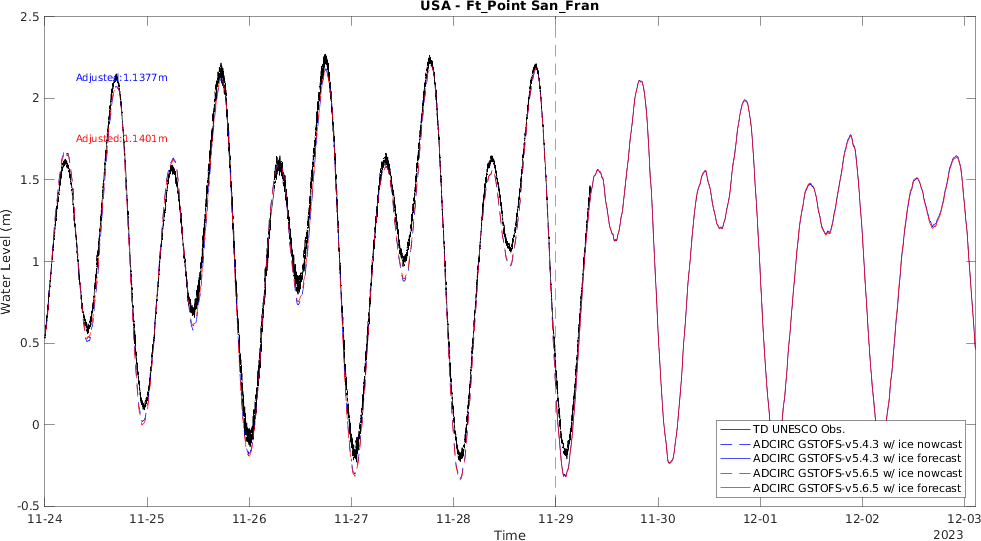 USA - Ft_Point San_Fran
2.5
Adjusted:1.1377m
2
Adjusted:1.1401m
1.5
Water Level (m)
1
0.5
0
-0.5
TD UNESCO Obs.
ADCIRC GSTOFS-v5.4.3 w/ ice nowcast
ADCIRC GSTOFS-v5.4.3 w/ ice forecast
ADCIRC GSTOFS-v5.6.5 w/ ice nowcast
ADCIRC GSTOFS-v5.6.5 w/ ice forecast
11-24 11-25 11-26 11-27 11-28 11-29 11-30 12-01 12-02 12-03
Time
2023